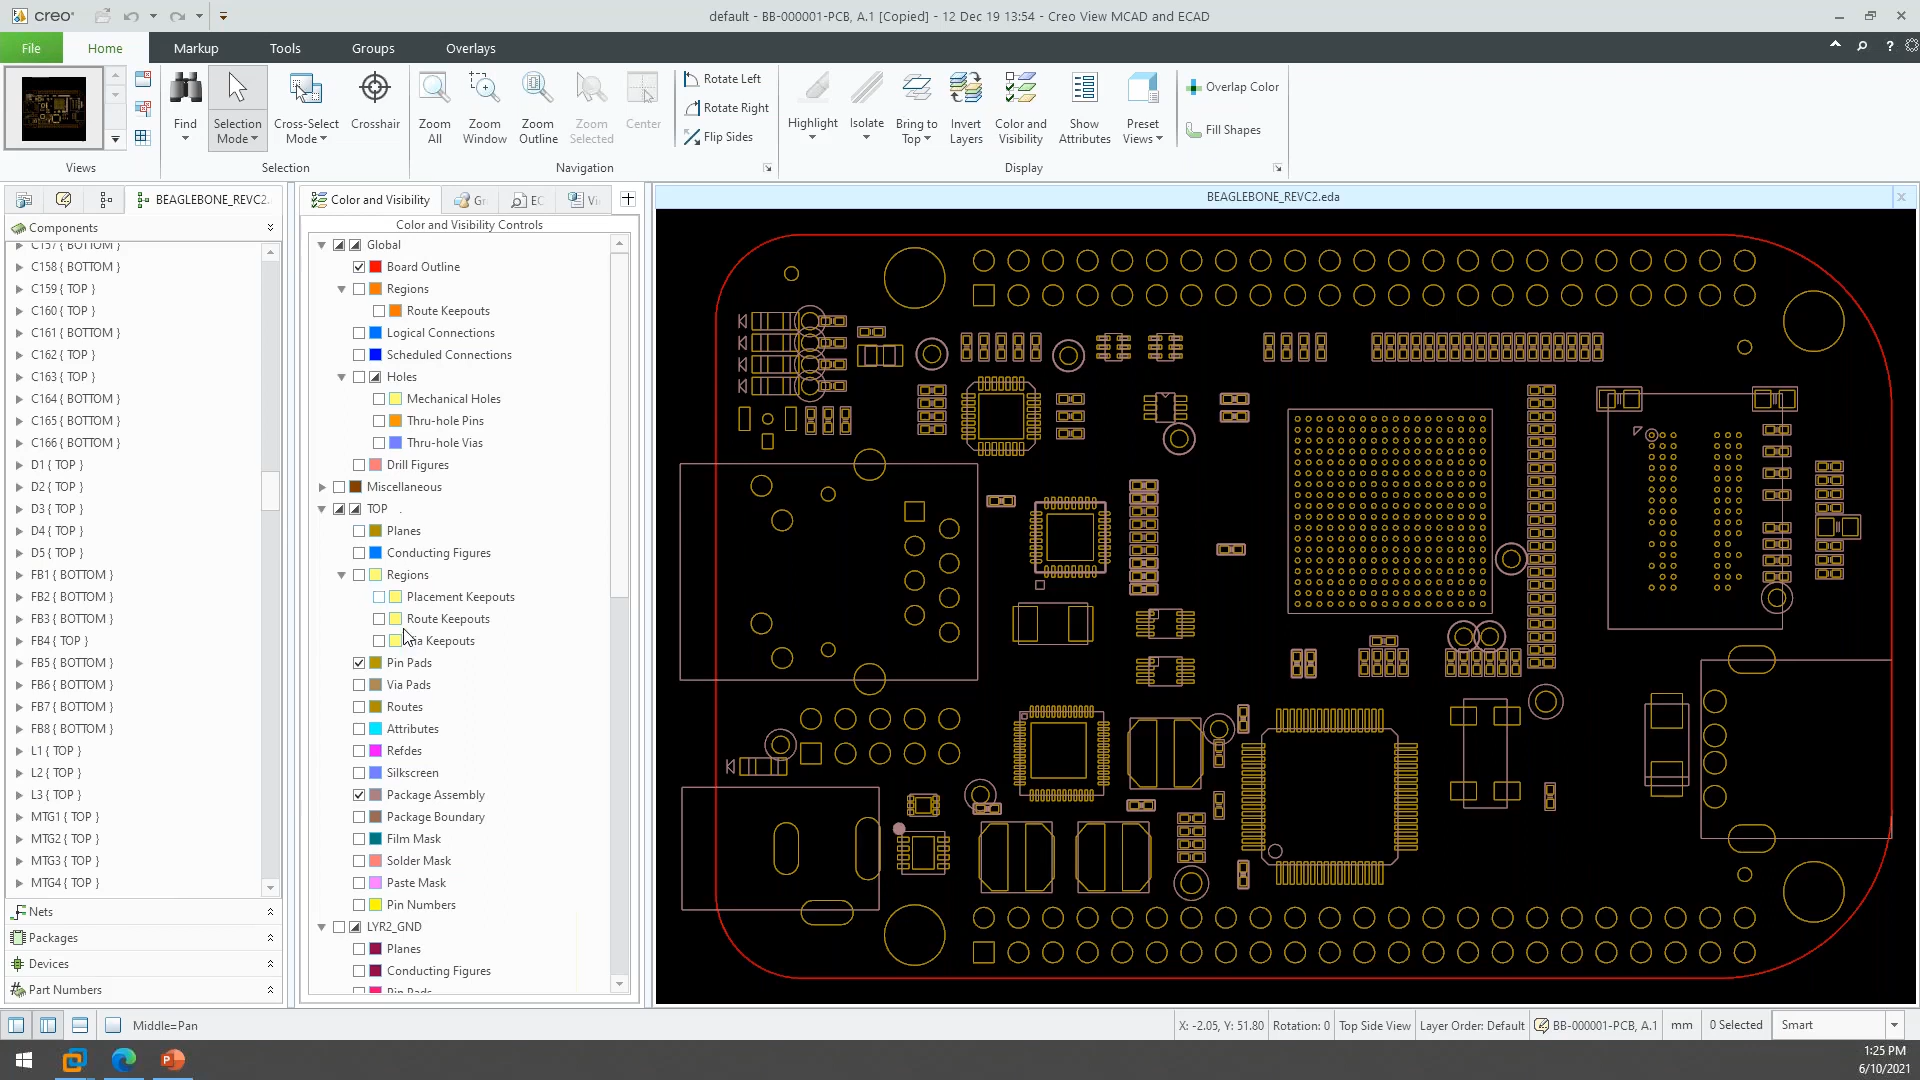 creo
default - BB-000001-PCB, A.1 [Copied] - 12 Dec 19 13:54 - Creo View MCAD and ECAD
File
Home
Markup
Tools
Groups
Overlays
Find
Selection
Mode
Cross-Select
Mode
Crosshair
Zoom
All
Zoom
Window
Zoom
Outline
Zoom
Selected
Center
Rotate Left
Rotate Right
Flip Sides
Highlight
Isolate
Bring to
Top
Invert
Layers
Color and
Visibility
Show
Attributes
Preset
Views
Overlap Color
Fill Shapes
Views
Selection
Navigation
Display
BEAGLEBONE_REVC2.
Components
C157 { BOTTOM }
C158 { BOTTOM }
C159 { TOP }
C160 { TOP }
C161 { BOTTOM }
C162 { TOP }
C163 { TOP }
C164 { BOTTOM }
C165 { BOTTOM }
C166 { BOTTOM }
D1 { TOP }
D2 { TOP }
D3 { TOP }
D4 { TOP }
D5 { TOP }
FB1 { BOTTOM }
FB2 { BOTTOM }
FB3 { BOTTOM }
FB4 { TOP }
FB5 { BOTTOM }
FB6 { BOTTOM }
FB7 { BOTTOM }
FB8 { BOTTOM }
L1 { TOP }
L2 { TOP }
L3 { TOP }
MTG1 { TOP }
MTG2 { TOP }
MTG3 { TOP }
MTG4 { TOP }
Nets
Packages
Devices
Part Numbers
Color and Visibility
Gr
EC
Vi
Color and Visibility Controls
Global
Board Outline
Regions
Route Keepouts
Logical Connections
Scheduled Connections
Holes
Mechanical Holes
Thru-hole Pins
Thru-hole Vias
Drill Figures
Miscellaneous
TOP .
Planes
Conducting Figures
Regions
Placement Keepouts
Route Keepouts
ia Keepouts
Pin Pads
Via Pads
Routes
Attributes
Refdes
Silkscreen
Package Assembly
Package Boundary
Film Mask
Solder Mask
Paste Mask
Pin Numbers
LYR2_GND
Planes
Conducting Figures
Pin Pads
BEAGLEBONE_REVC2.eda
Middle=Pan
X: -2.05, Y: 51.80
Rotation: 0
Top Side View
Layer Order: Default
BB-000001-PCB, A.1
mm
0 Selected
Smart
1:25 PM
6/10/2021